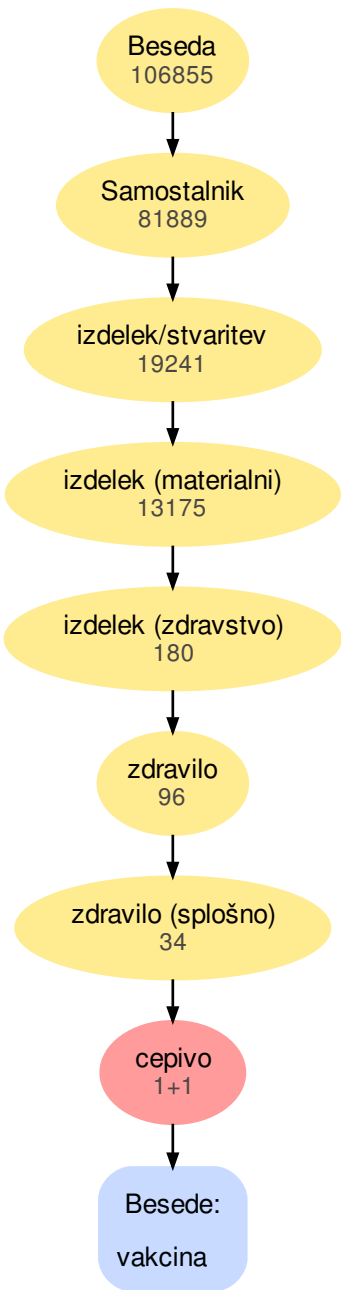 Beseda
106855
Samostalnik
81889
izdelek/stvaritev
19241
izdelek (materialni)
13175
izdelek (zdravstvo)
180
zdravilo
96
zdravilo (splošno)
34
cepivo
1+1
Besede:
vakcina